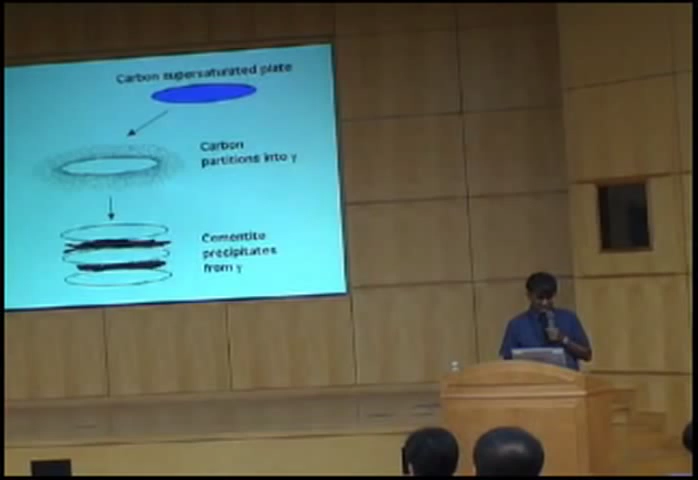 Carbon supersaturated plate
Carbon
partitions into γ
Cementite
precipitates
from γ